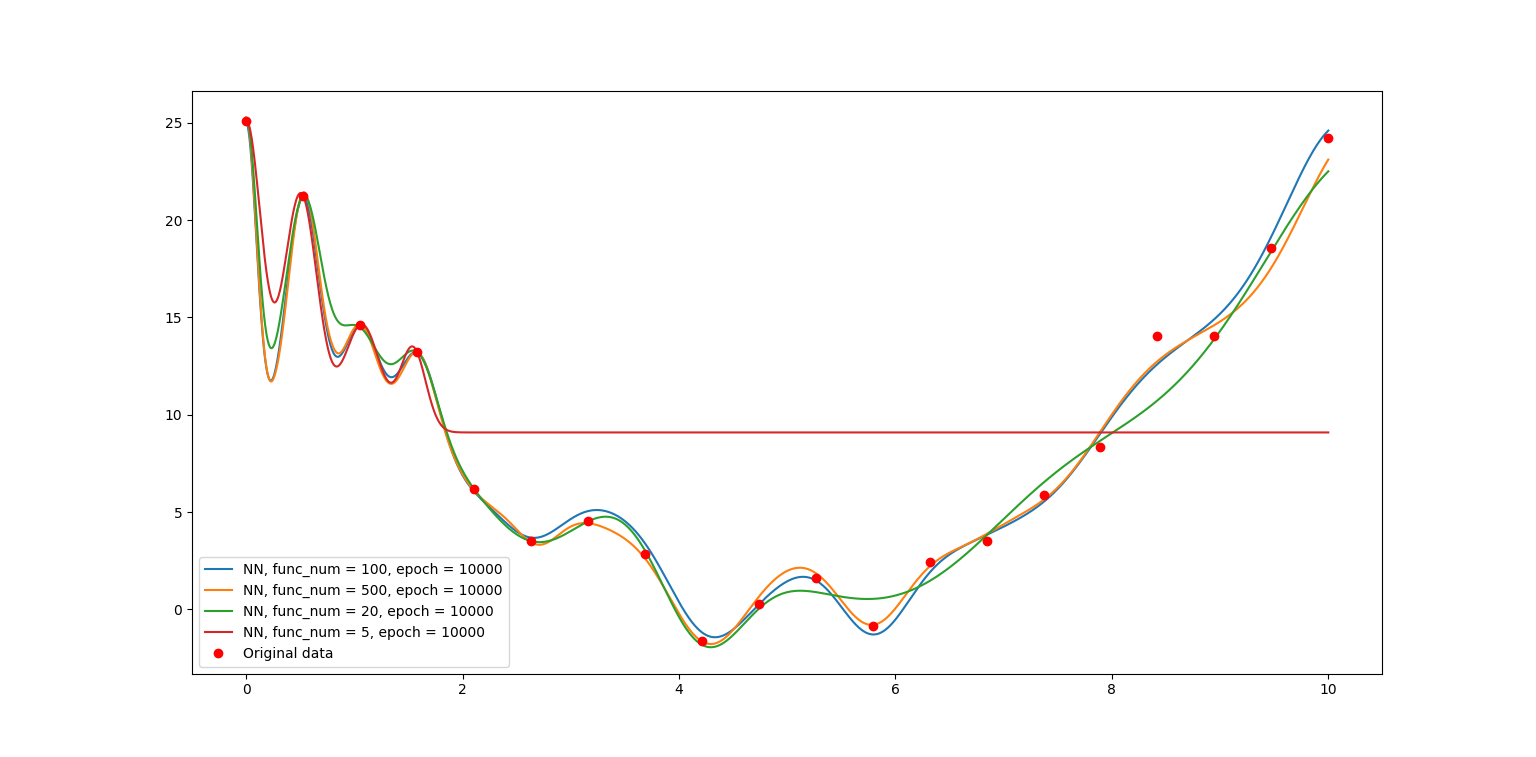 25
20
15
10
5
0
NN, func_num = 100, epoch = 10000
NN, func_num = 500, epoch = 10000
NN, func_num = 20, epoch = 10000
NN, func_num = 5, epoch = 10000
Original data
0 2 4 6 8 10